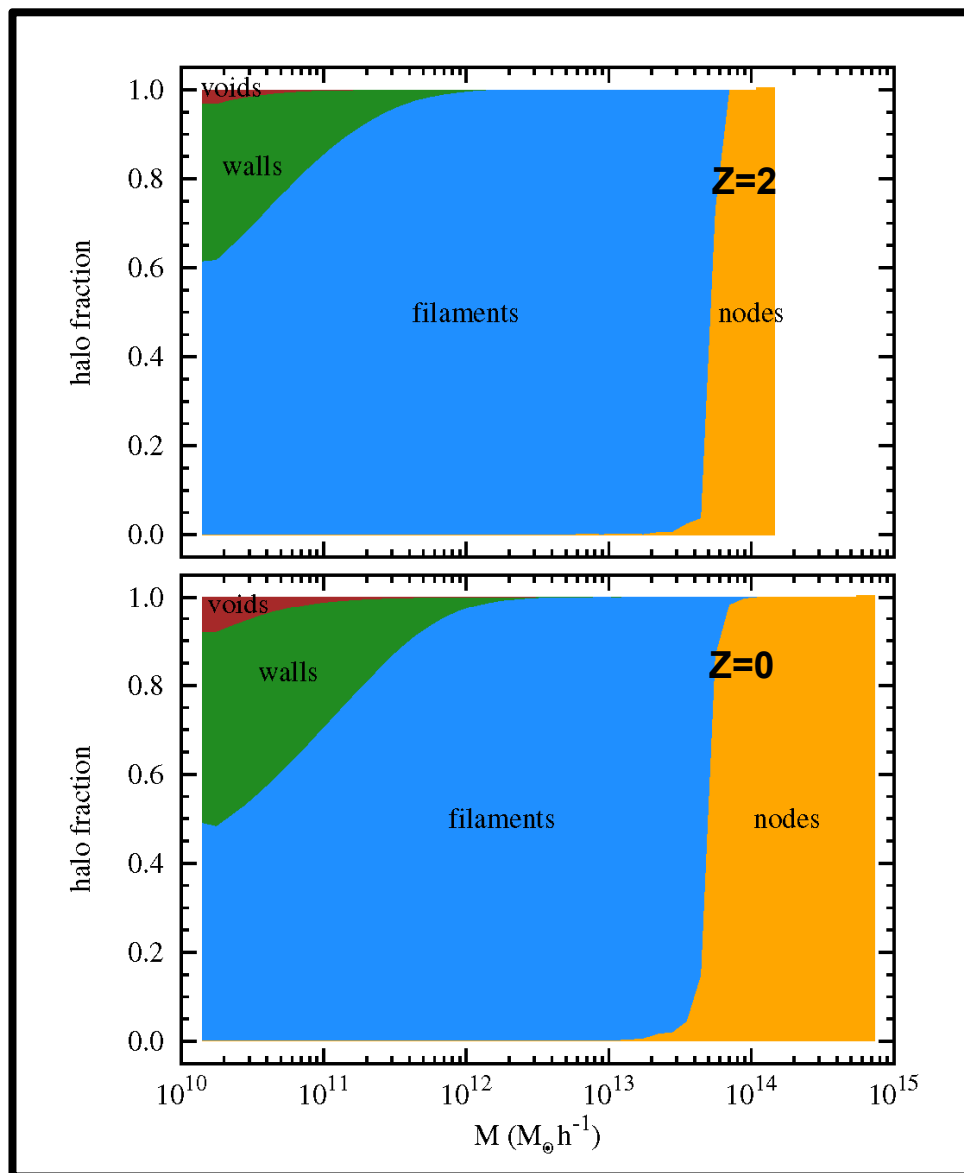 voids
1.0
walls
0.8
Z=2
0.6
filaments
nodes
halo fraction
0.4
0.2
0.0
1.0
voids
walls
Z=0
0.8
0.6
filaments
nodes
halo fraction
0.4
0.2
0.0
10^10 10^11 10^12 10^13 10^14 10^15
M (M_⊙ h^-1)